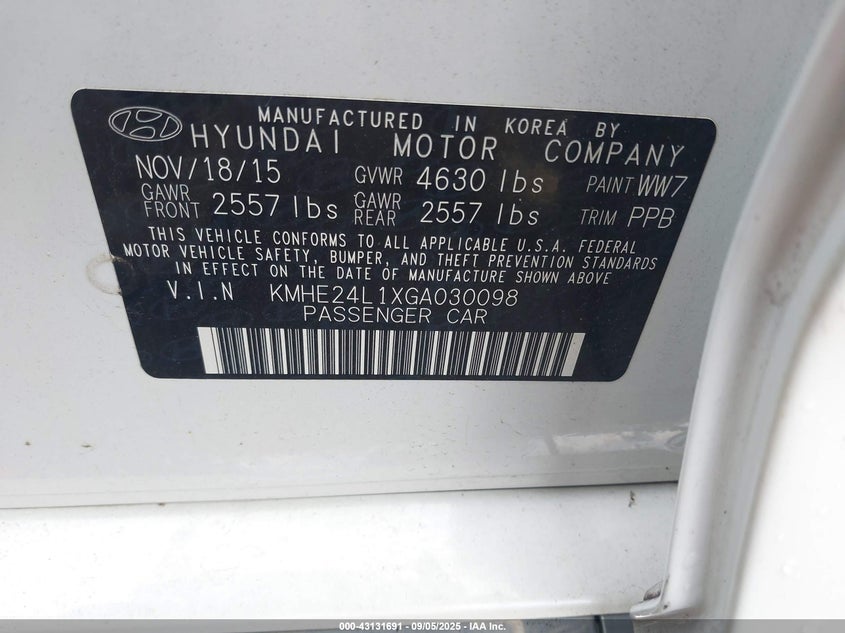 MANUFACTURED IN KOREA BY
HYUNDAI MOTOR COMPANY
NOV/18/15 GVWR 4630 lbs PAINT WW7
GAWR FRONT 2557 lbs GAWR REAR 2557 lbs TRIM PPB
THIS VEHICLE CONFORMS TO ALL APPLICABLE U.S.A. FEDERAL
MOTOR VEHICLE SAFETY, BUMPER, AND THEFT PREVENTION STANDARDS
IN EFFECT ON THE DATE OF MANUFACTURE SHOWN ABOVE
V.I.N KMHE24L1XGA030098
PASSENGER CAR
000-43131691 - 09/05/2025 - IAA Inc.